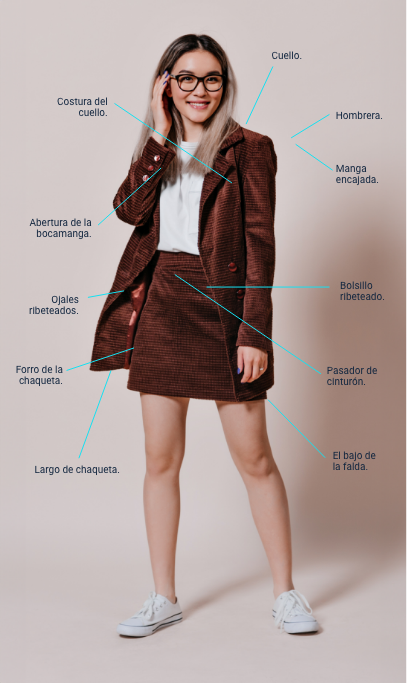 Cuello.
Costura del
cuello.
Hombrera.
Manga
encajada.
Abertura de la
bocamanga.
Bolsillo
ribeteado.
Ojales
ribeteados.
Forro de la
chaqueta.
Pasador de
cinturón.
El bajo de
la falda.
Largo de chaqueta.